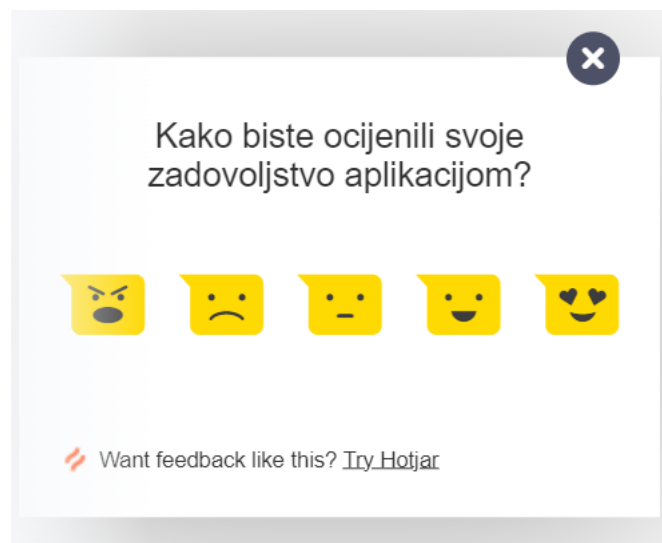 Kako biste ocijenili svoje
zadovoljstvo aplikacijom?
Want feedback like this? Try Hotjar